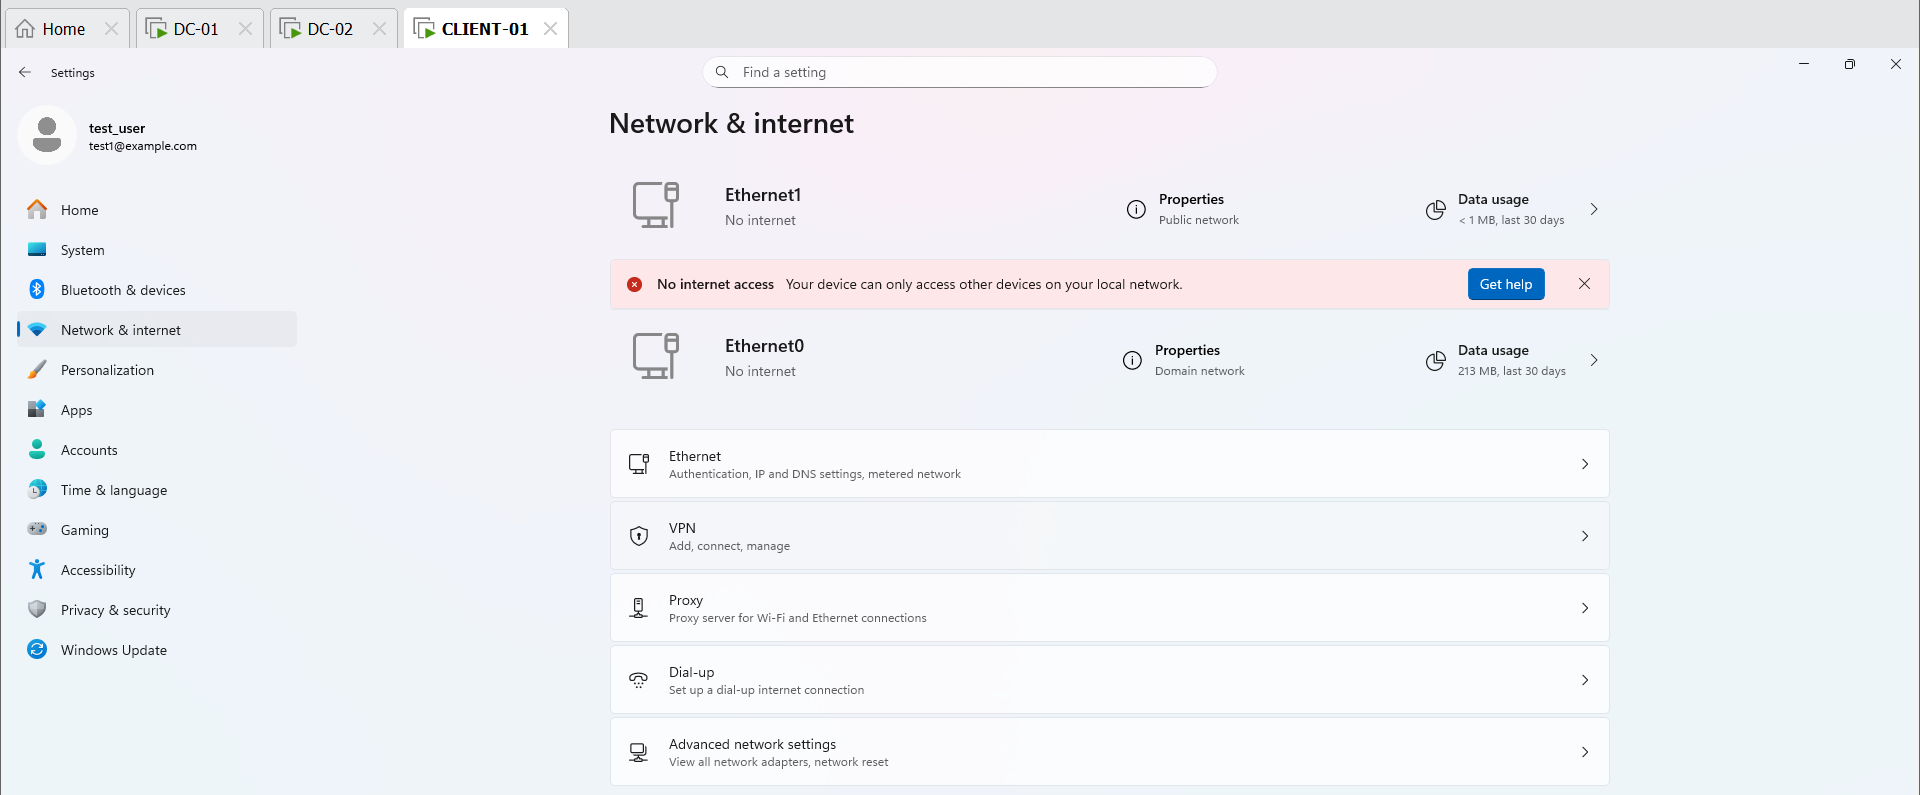 Home
DC-01
DC-02
CLIENT-01
Settings
Find a setting
test_user
test1@example.com
Home
System
Bluetooth & devices
Network & internet
Personalization
Apps
Accounts
Time & language
Gaming
Accessibility
Privacy & security
Windows Update
Network & internet
Ethernet1
No internet
Properties
Public network
Data usage
< 1 MB, last 30 days
No internet access Your device can only access other devices on your local network.
Get help
Ethernet0
No internet
Properties
Domain network
Data usage
213 MB, last 30 days
Ethernet
Authentication, IP and DNS settings, metered network
VPN
Add, connect, manage
Proxy
Proxy server for Wi-Fi and Ethernet connections
Dial-up
Set up a dial-up internet connection
Advanced network settings
View all network adapters, network reset